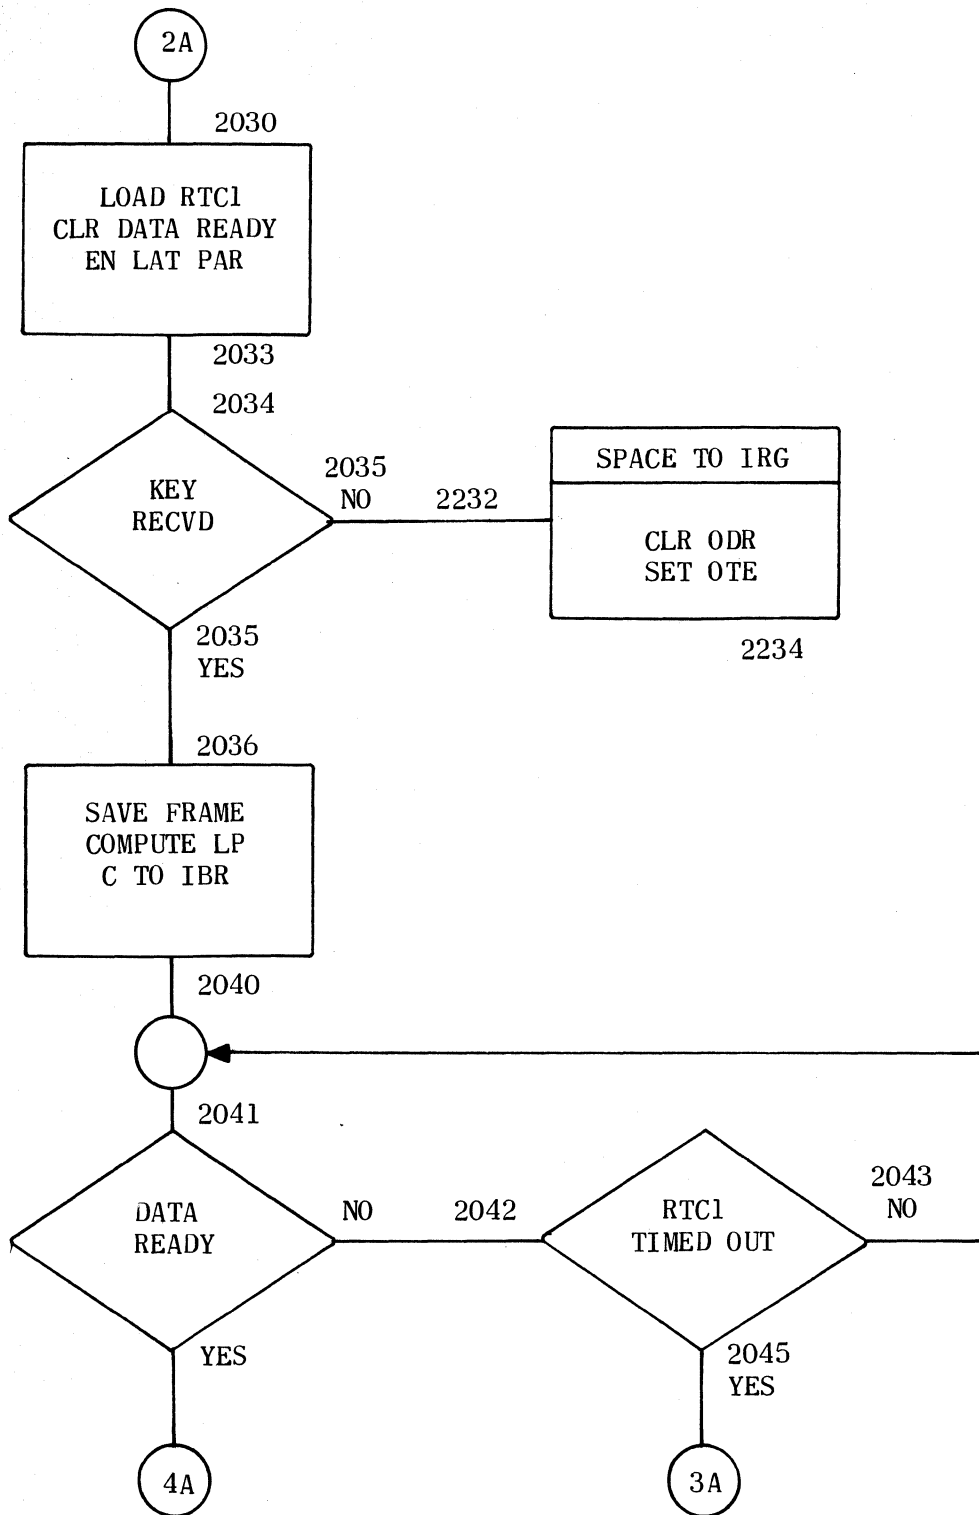 2A
2030
LOAD RTC1
CLR DATA READY
EN LAT PAR
2033
2034
KEY
RECVD
2035
NO
2232
SPACE TO IRG
CLR ODR
SET OTE
2234
2035
YES
2036
SAVE FRAME
COMPUTE LP
C TO IBR
2040
2041
DATA
READY
NO
2042
RTC1
TIMED OUT
2043
NO
YES
2045
YES
4A
3A